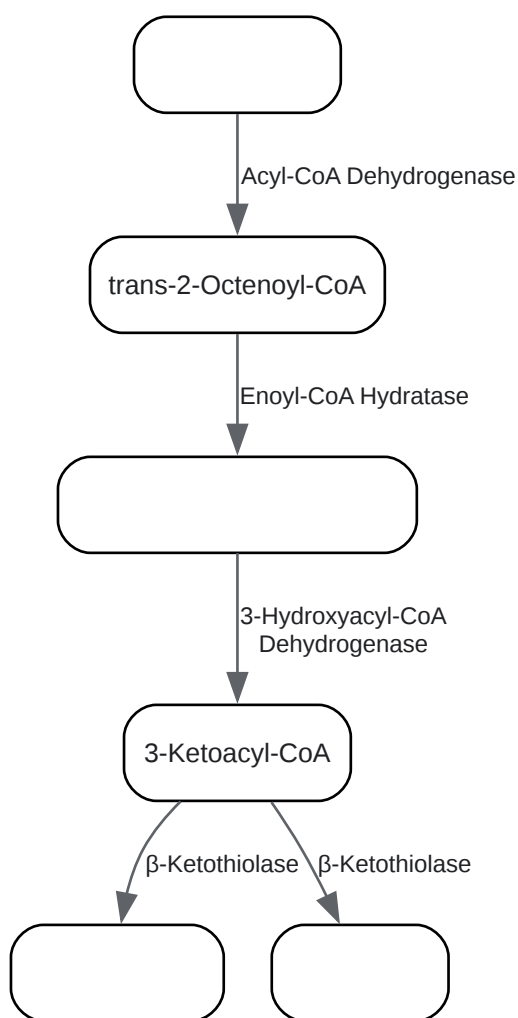 Acyl-CoA Dehydrogenase
trans-2-Octenoyl-CoA
Enoyl-CoA Hydratase
3-Hydroxyacyl-CoA
Dehydrogenase
3-Ketoacyl-CoA
β-Ketothiolase
β-Ketothiolase